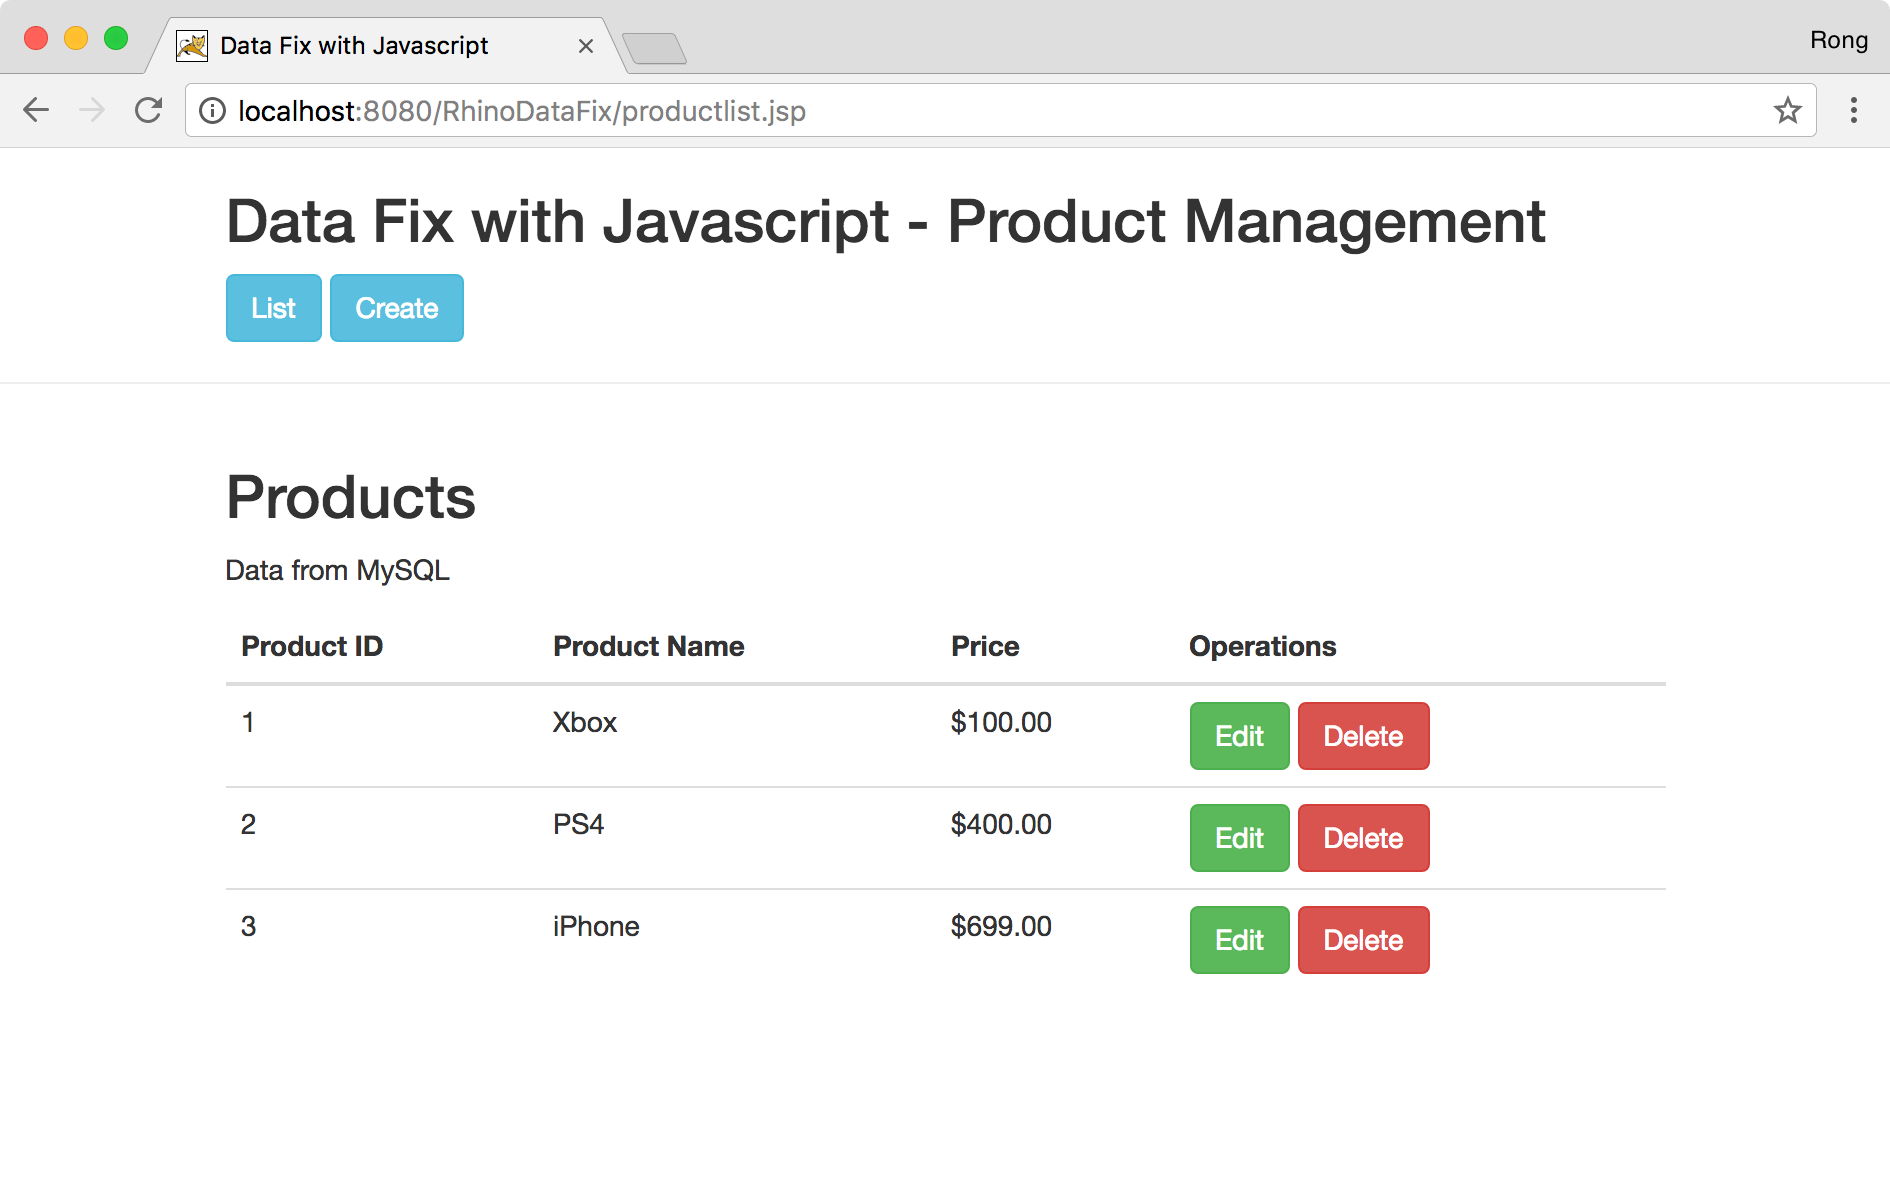 Data Fix with Javascript
Rong
localhost:8080/RhinoDataFix/productlist.jsp
Data Fix with Javascript - Product Management
List Create
Products
Data from MySQL
Product ID Product Name Price Operations
1 Xbox $100.00 Edit Delete
2 PS4 $400.00 Edit Delete
3 iPhone $699.00 Edit Delete